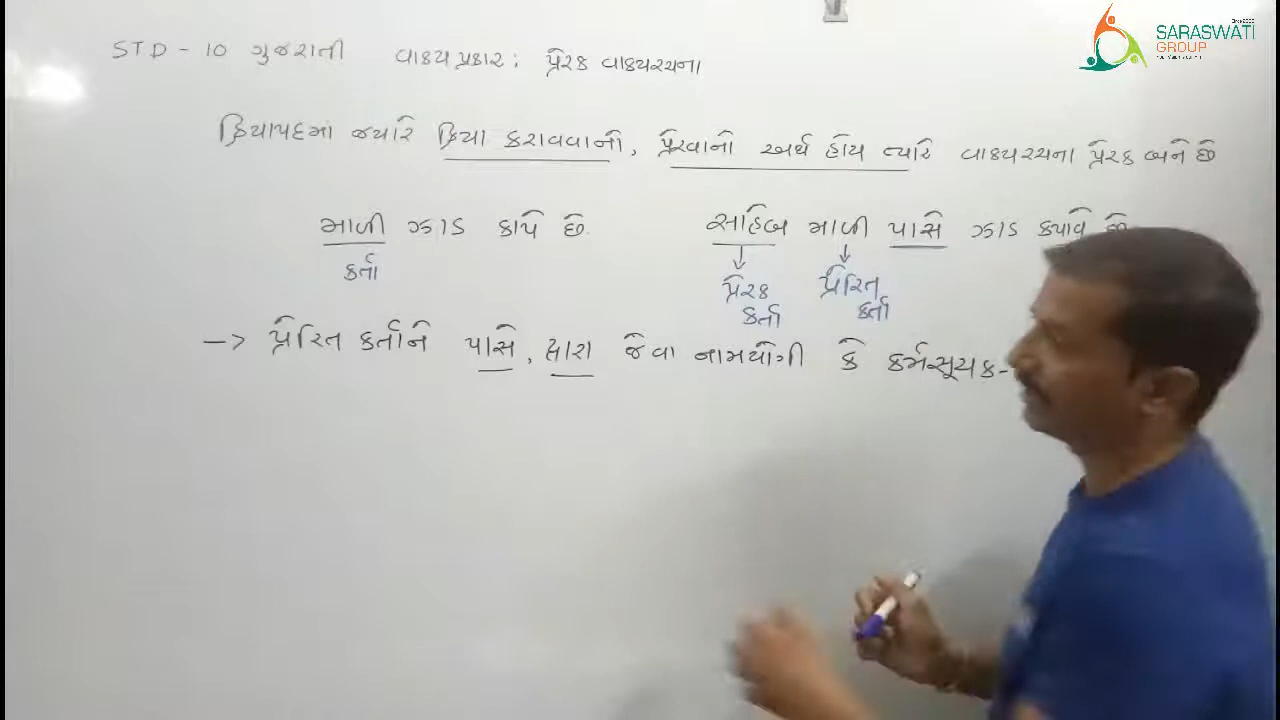 SARASWATI
GROUP
STD - 10 ગુજરાતી વાક્ય પ્રકાર : પ્રેરક વાક્યરચના
ક્રિયાપદમાં જ્યારે ક્રિયા કરાવવાનો, પ્રેરવાનો અર્થ હોય ત્યારે વાક્યરચના પ્રેરક બને છે
માળી ઝાડ કાપે છે. સાહેબ માળી પાસે ઝાડ કપાવે છે
કર્તા પ્રેરક કર્તા પ્રેરિત કર્તા
-> પ્રેરિત કર્તાને પાસે, દ્વારા જેવા નામયોગી કે કર્મસૂચક-